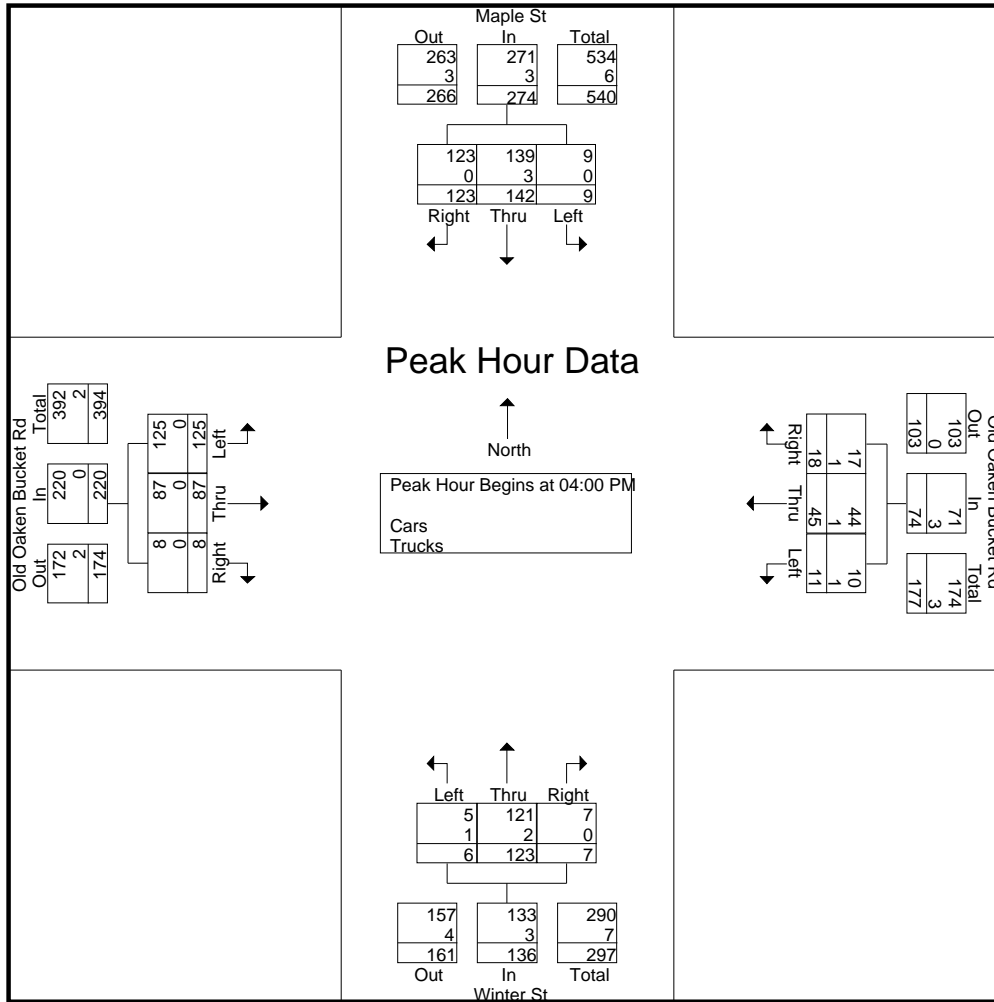 Maple St
Out In Total
263 271 534
3 3 6
266 274 540
123 139 9
0 3 0
123 142 9
Right Thru Left
Peak Hour Data
North
Peak Hour Begins at 04:00 PM
Cars
Trucks
Old Oaken Bucket Rd
Out In Total
172 220 392
2 0 2
174 220 394
Left Thru Right
125 87 8
0 0 0
125 87 8
Old Oaken Bucket Rd
Out In Total
103 71 174
0 3 3
103 74 177
17 44 10
1 1 1
18 45 11
Right Thru Left
Left Thru Right
5 121 7
1 2 0
6 123 7
157 133 290
4 3 7
161 136 297
Out In Total
Winter St